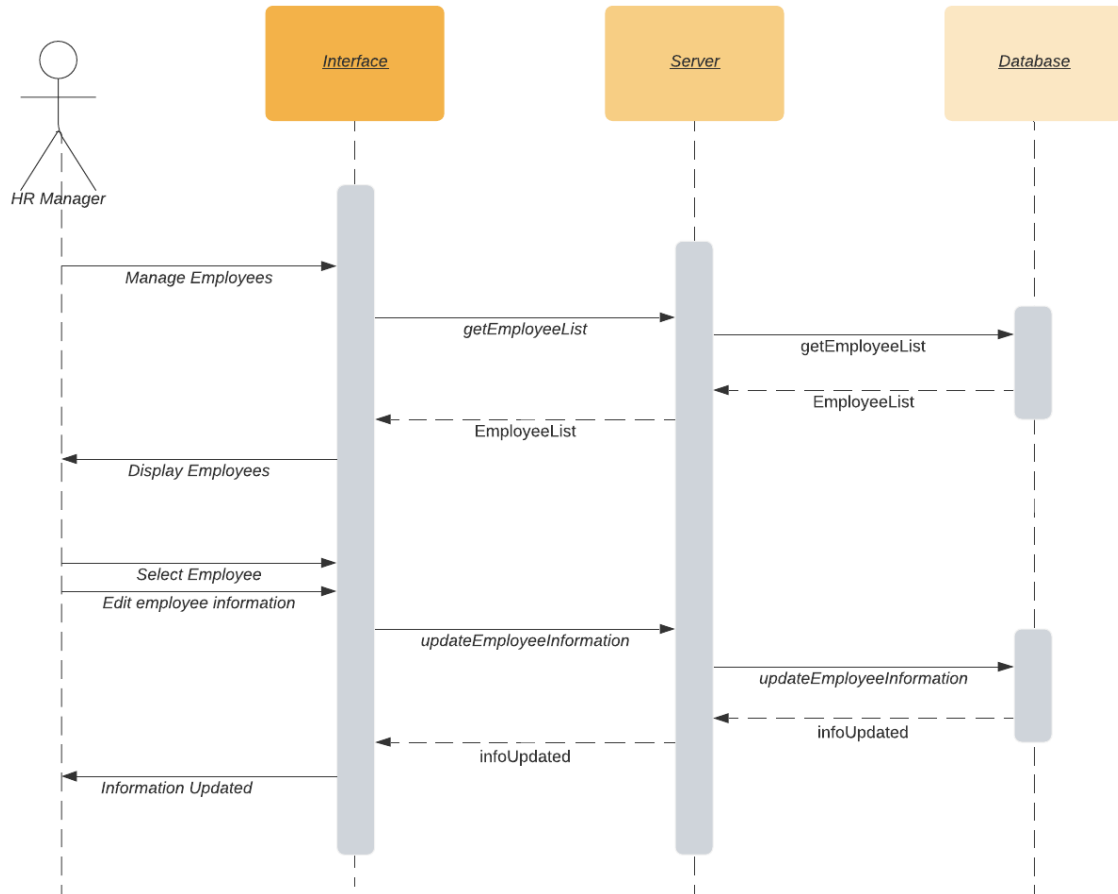 Interface
Server
Database
HR Manager
Manage Employees
getEmployeeList
getEmployeeList
EmployeeList
EmployeeList
Display Employees
Select Employee
Edit employee information
updateEmployeeInformation
updateEmployeeInformation
infoUpdated
infoUpdated
Information Updated